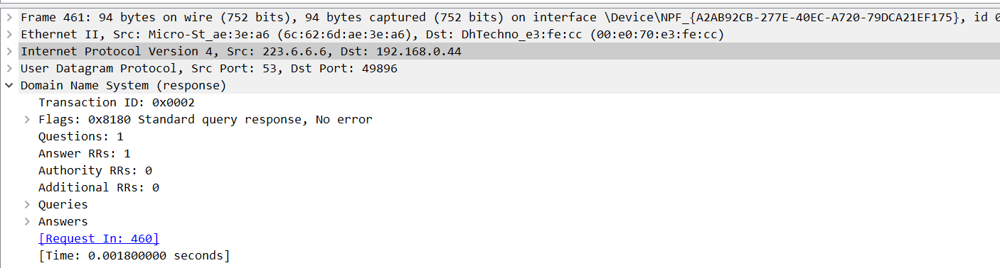 Frame 461: 94 bytes on wire (752 bits), 94 bytes captured (752 bits) on interface \Device\NPF_{A2AB92CB-277E-40EC-A720-79DCA21EF175}, id 0
Ethernet II, Src: Micro-St_ae:3e:a6 (6c:62:6d:ae:3e:a6), Dst: DhTechno_e3:fe:cc (00:e0:70:e3:fe:cc)
Internet Protocol Version 4, Src: 223.6.6.6, Dst: 192.168.0.44
User Datagram Protocol, Src Port: 53, Dst Port: 49896
Domain Name System (response)
Transaction ID: 0x0002
Flags: 0x8180 Standard query response, No error
Questions: 1
Answer RRs: 1
Authority RRs: 0
Additional RRs: 0
Queries
Answers
[Request In: 460]
[Time: 0.001800000 seconds]